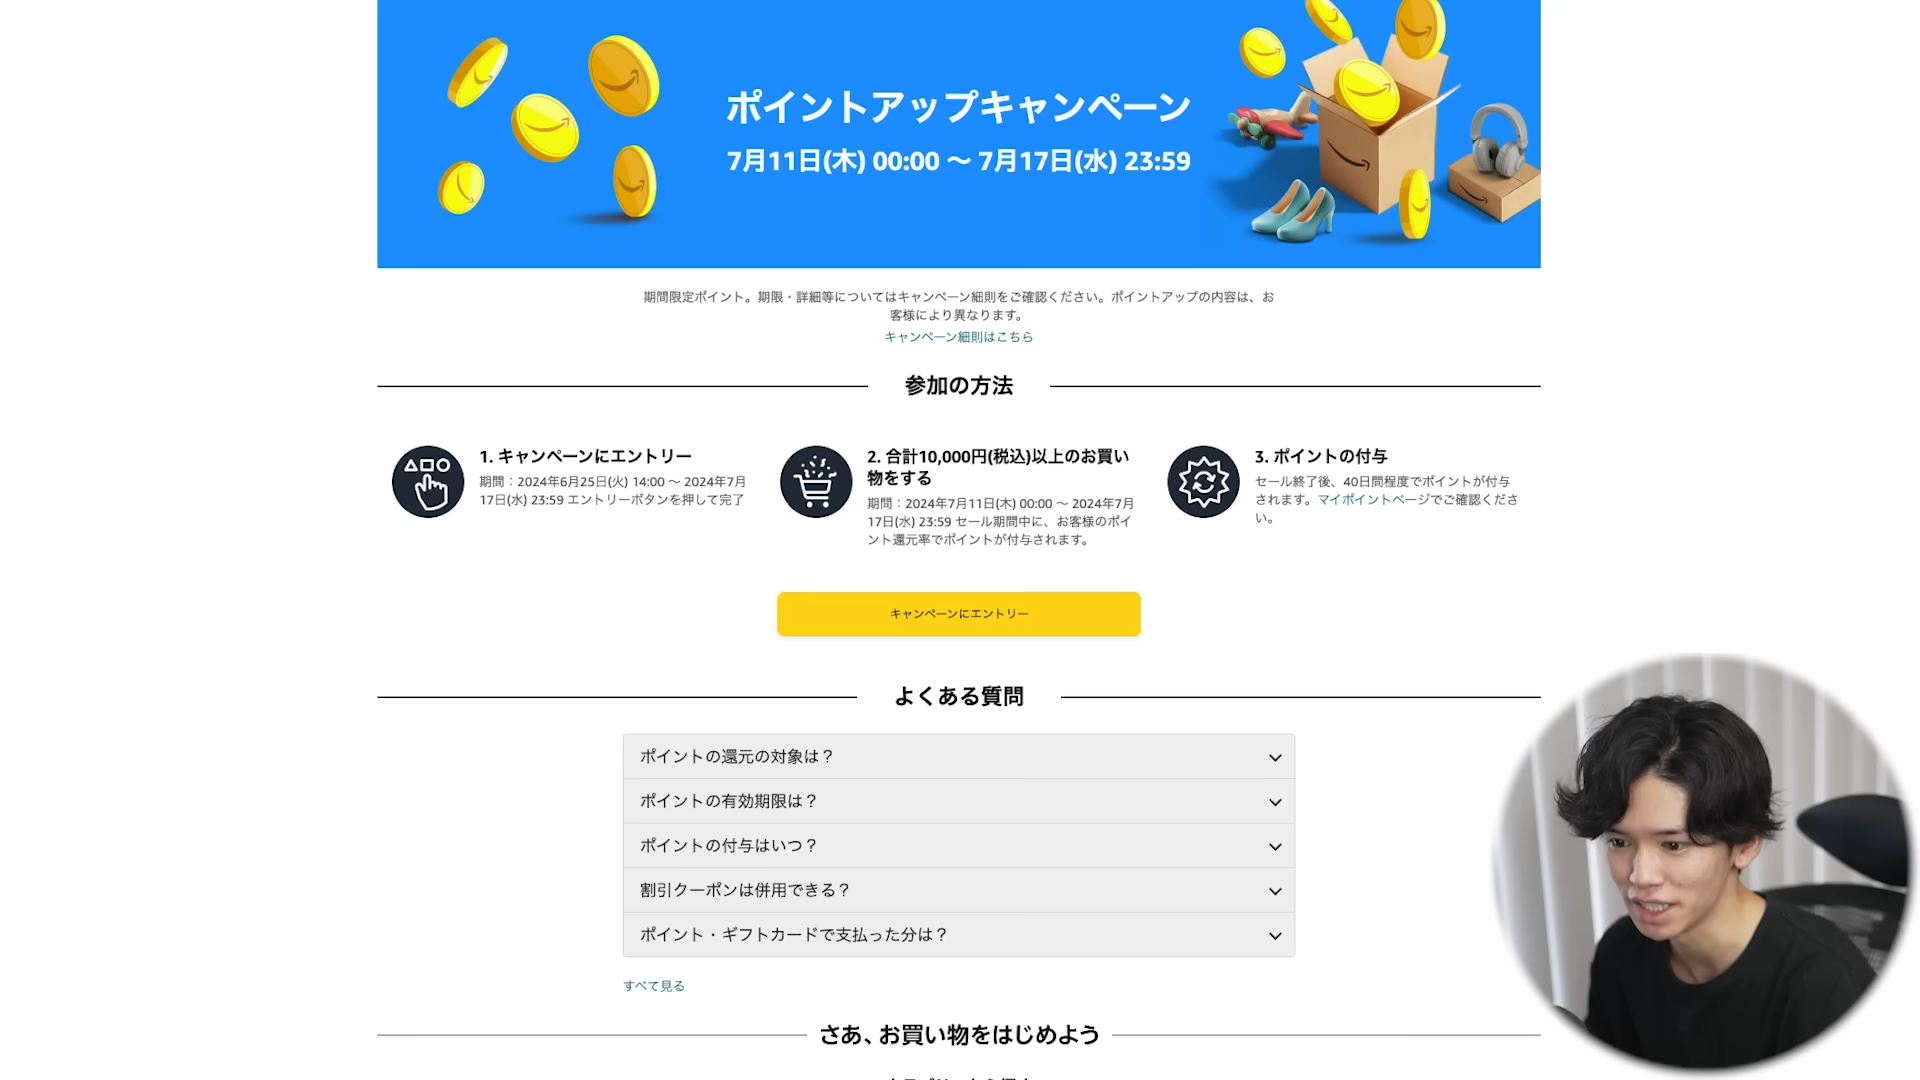 ポイントアップキャンペーン
7月11日(木) 00:00 ～ 7月17日(水) 23:59
期間限定ポイント。期限・詳細等についてはキャンペーン細則をご確認ください。ポイントアップの内容は、お
客様により異なります。
キャンペーン細則はこちら
参加の方法
1. キャンペーンにエントリー
期間：2024年6月25日(火) 14:00 ～ 2024年7月
17日(水) 23:59 エントリーボタンを押して完了
2. 合計10,000円(税込)以上のお買い
物をする
期間：2024年7月11日(木) 00:00 ～ 2024年7月
17日(水) 23:59 セール期間中に、お客様のポイ
ント還元率でポイントが付与されます。
3. ポイントの付与
セール終了後、40日間程度でポイントが付与
されます。マイポイントページでご確認くださ
い。
キャンペーンにエントリー
よくある質問
ポイントの還元の対象は？
ポイントの有効期限は？
ポイントの付与はいつ？
割引クーポンは併用できる？
ポイント・ギフトカードで支払った分は？
すべて見る
さあ、お買い物をはじめよう